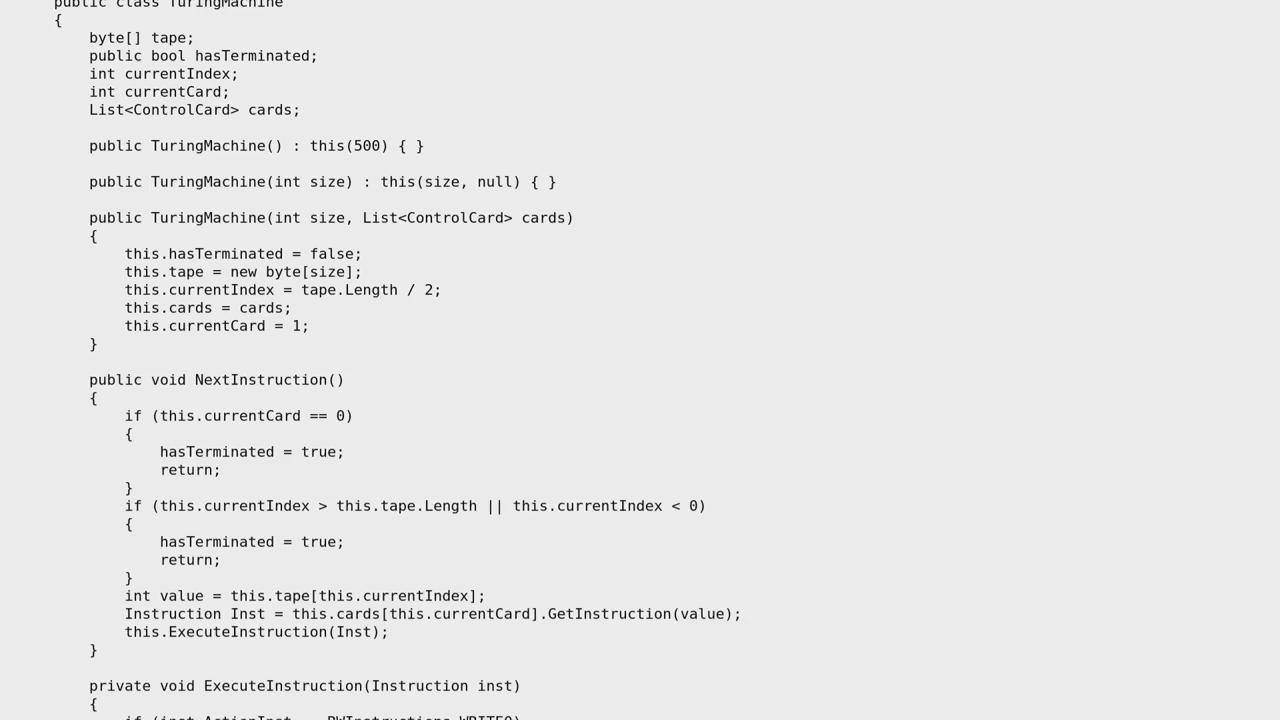 public class TuringMachine
{
byte[] tape;
public bool hasTerminated;
int currentIndex;
int currentCard;
List<ControlCard> cards;
public TuringMachine() : this(500) { }
public TuringMachine(int size) : this(size, null) { }
public TuringMachine(int size, List<ControlCard> cards)
{
this.hasTerminated = false;
this.tape = new byte[size];
this.currentIndex = tape.Length / 2;
this.cards = cards;
this.currentCard = 1;
}
public void NextInstruction()
{
if (this.currentCard == 0)
{
hasTerminated = true;
return;
}
if (this.currentIndex > this.tape.Length || this.currentIndex < 0)
{
hasTerminated = true;
return;
}
int value = this.tape[this.currentIndex];
Instruction Inst = this.cards[this.currentCard].GetInstruction(value);
this.ExecuteInstruction(Inst);
}
private void ExecuteInstruction(Instruction inst)
{